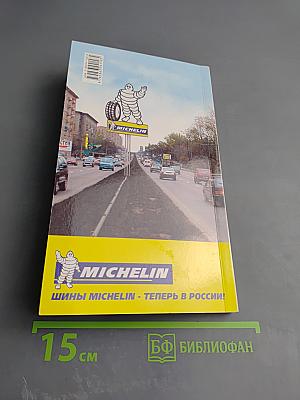 MICHELIN
MICHELIN
ШИНЫ MICHELIN - ТЕПЕРЬ В РОССИИ!
15 см
БФ БИБЛИОФАН